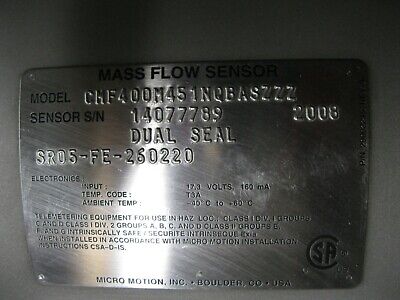 MASS FLOW SENSOR
MODEL CMF400M451NQBASZZZ
SENSOR S/N 14077789 2008
DUAL SEAL
SR05-FE-260220
ELECTRONICS:
INPUT: 17.3 VOLTS, 160 mA
TEMP. CODE: T3A
AMBIENT TEMP: -40°C to +60°C
TELEMETERING EQUIPMENT FOR USE IN HAZ LOC.; CLASS I DIV. I GROUPS
C AND D CLASS I DIV. 2 GROUPS A, B, C, AND D CLASS II GROUPS E,
F, AND G INTRINSICALLY SAFE / SECURITE INTRINSEQUE Exia
WHEN INSTALLED IN ACCORDANCE WITH MICRO MOTION INSTALLATION
INSTRUCTIONS CSA-D-IS.
MICRO MOTION, INC. • BOULDER, CO • USA